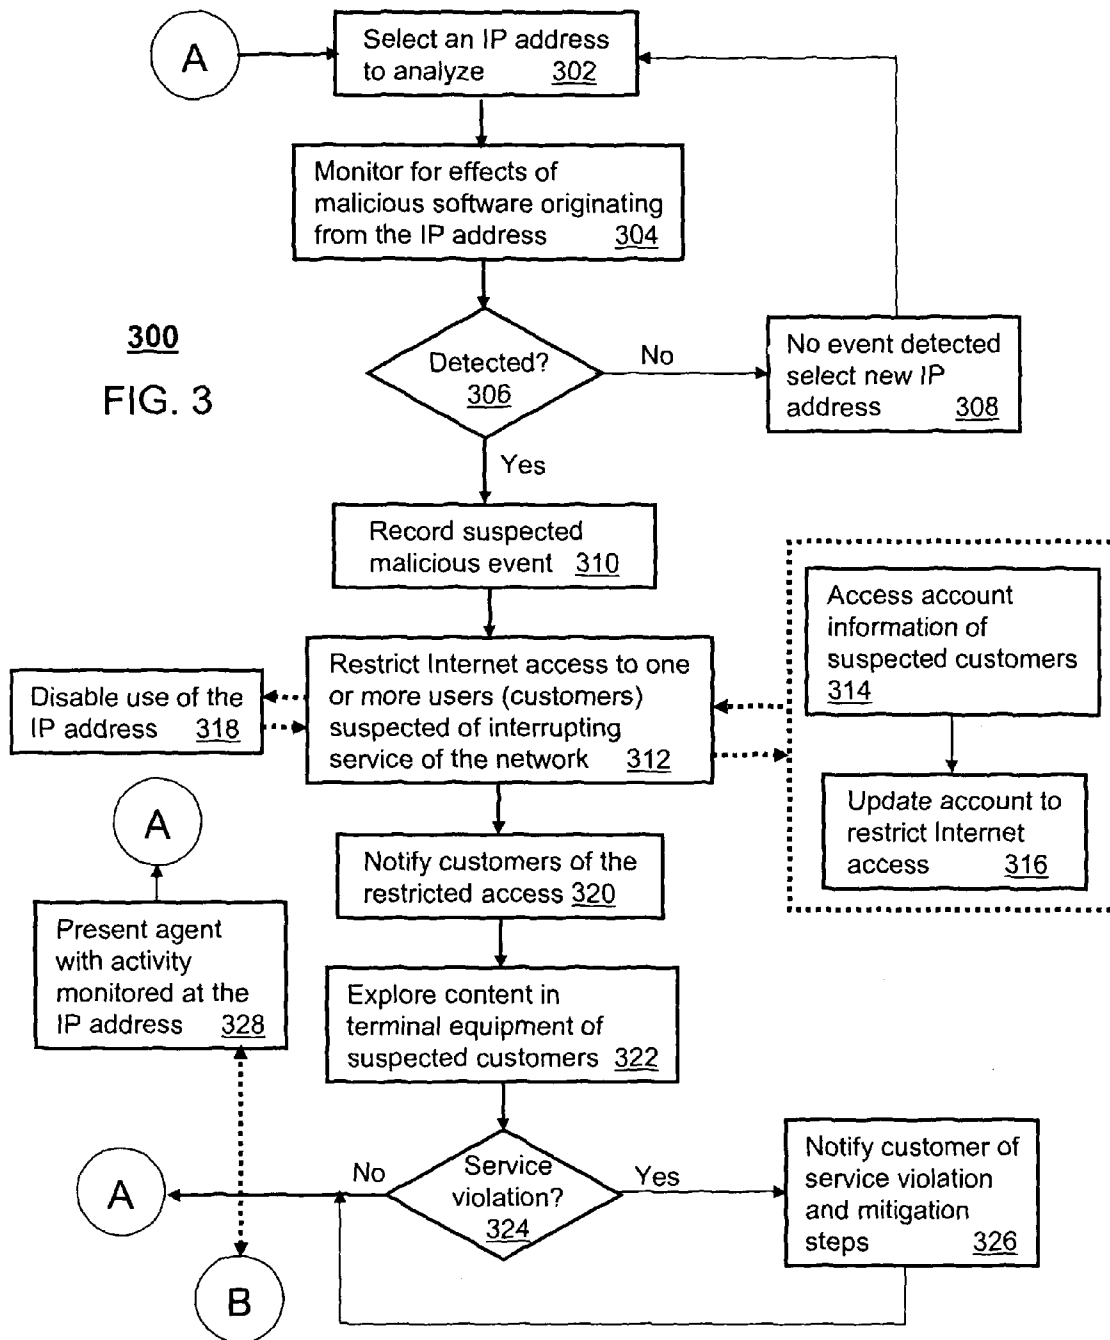 A
Select an IP address
to analyze 302
Monitor for effects of
malicious software originating
from the IP address 304
300
FIG. 3
Detected?
306
No
No event detected
select new IP
address 308
Yes
Record suspected
malicious event 310
Access account
information of
suspected customers
314
Restrict Internet access to one
or more users (customers)
suspected of interrupting
service of the network 312
Disable use of the
IP address 318
Update account to
restrict Internet
access 316
A
Notify customers of the
restricted access 320
Present agent
with activity
monitored at the
IP address 328
Explore content in
terminal equipment of
suspected customers 322
A
No
Service
violation?
324
Yes
Notify customer of
service violation
and mitigation
steps 326
B